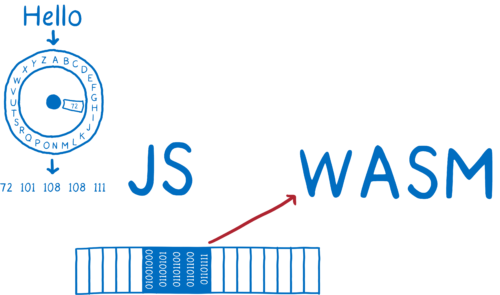 Hello
A B C D E F G H I J K L M N O P Q R S T U V W X Y Z
72
72 101 108 108 111
JS
WASM
01001000
01100101
01101100
01101100
01101111